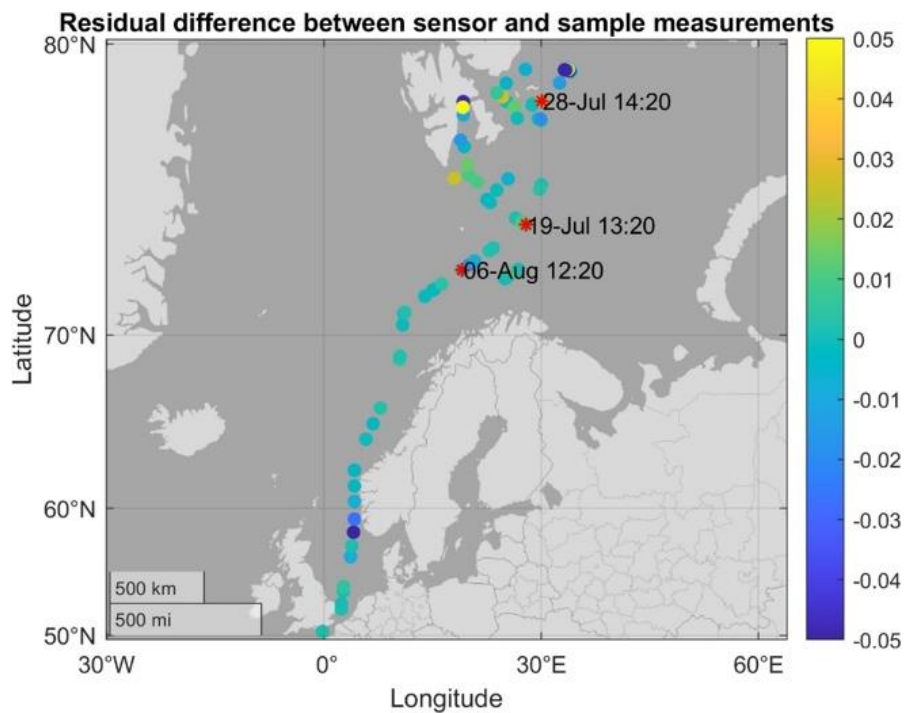 Residual difference between sensor and sample measurements
80°N
70°N
60°N
50°N
Latitude
28-Jul 14:20
19-Jul 13:20
06-Aug 12:20
500 km
500 mi
30°W
0°
30°E
60°E
Longitude
0.05
0.04
0.03
0.02
0.01
0
-0.01
-0.02
-0.03
-0.04
-0.05